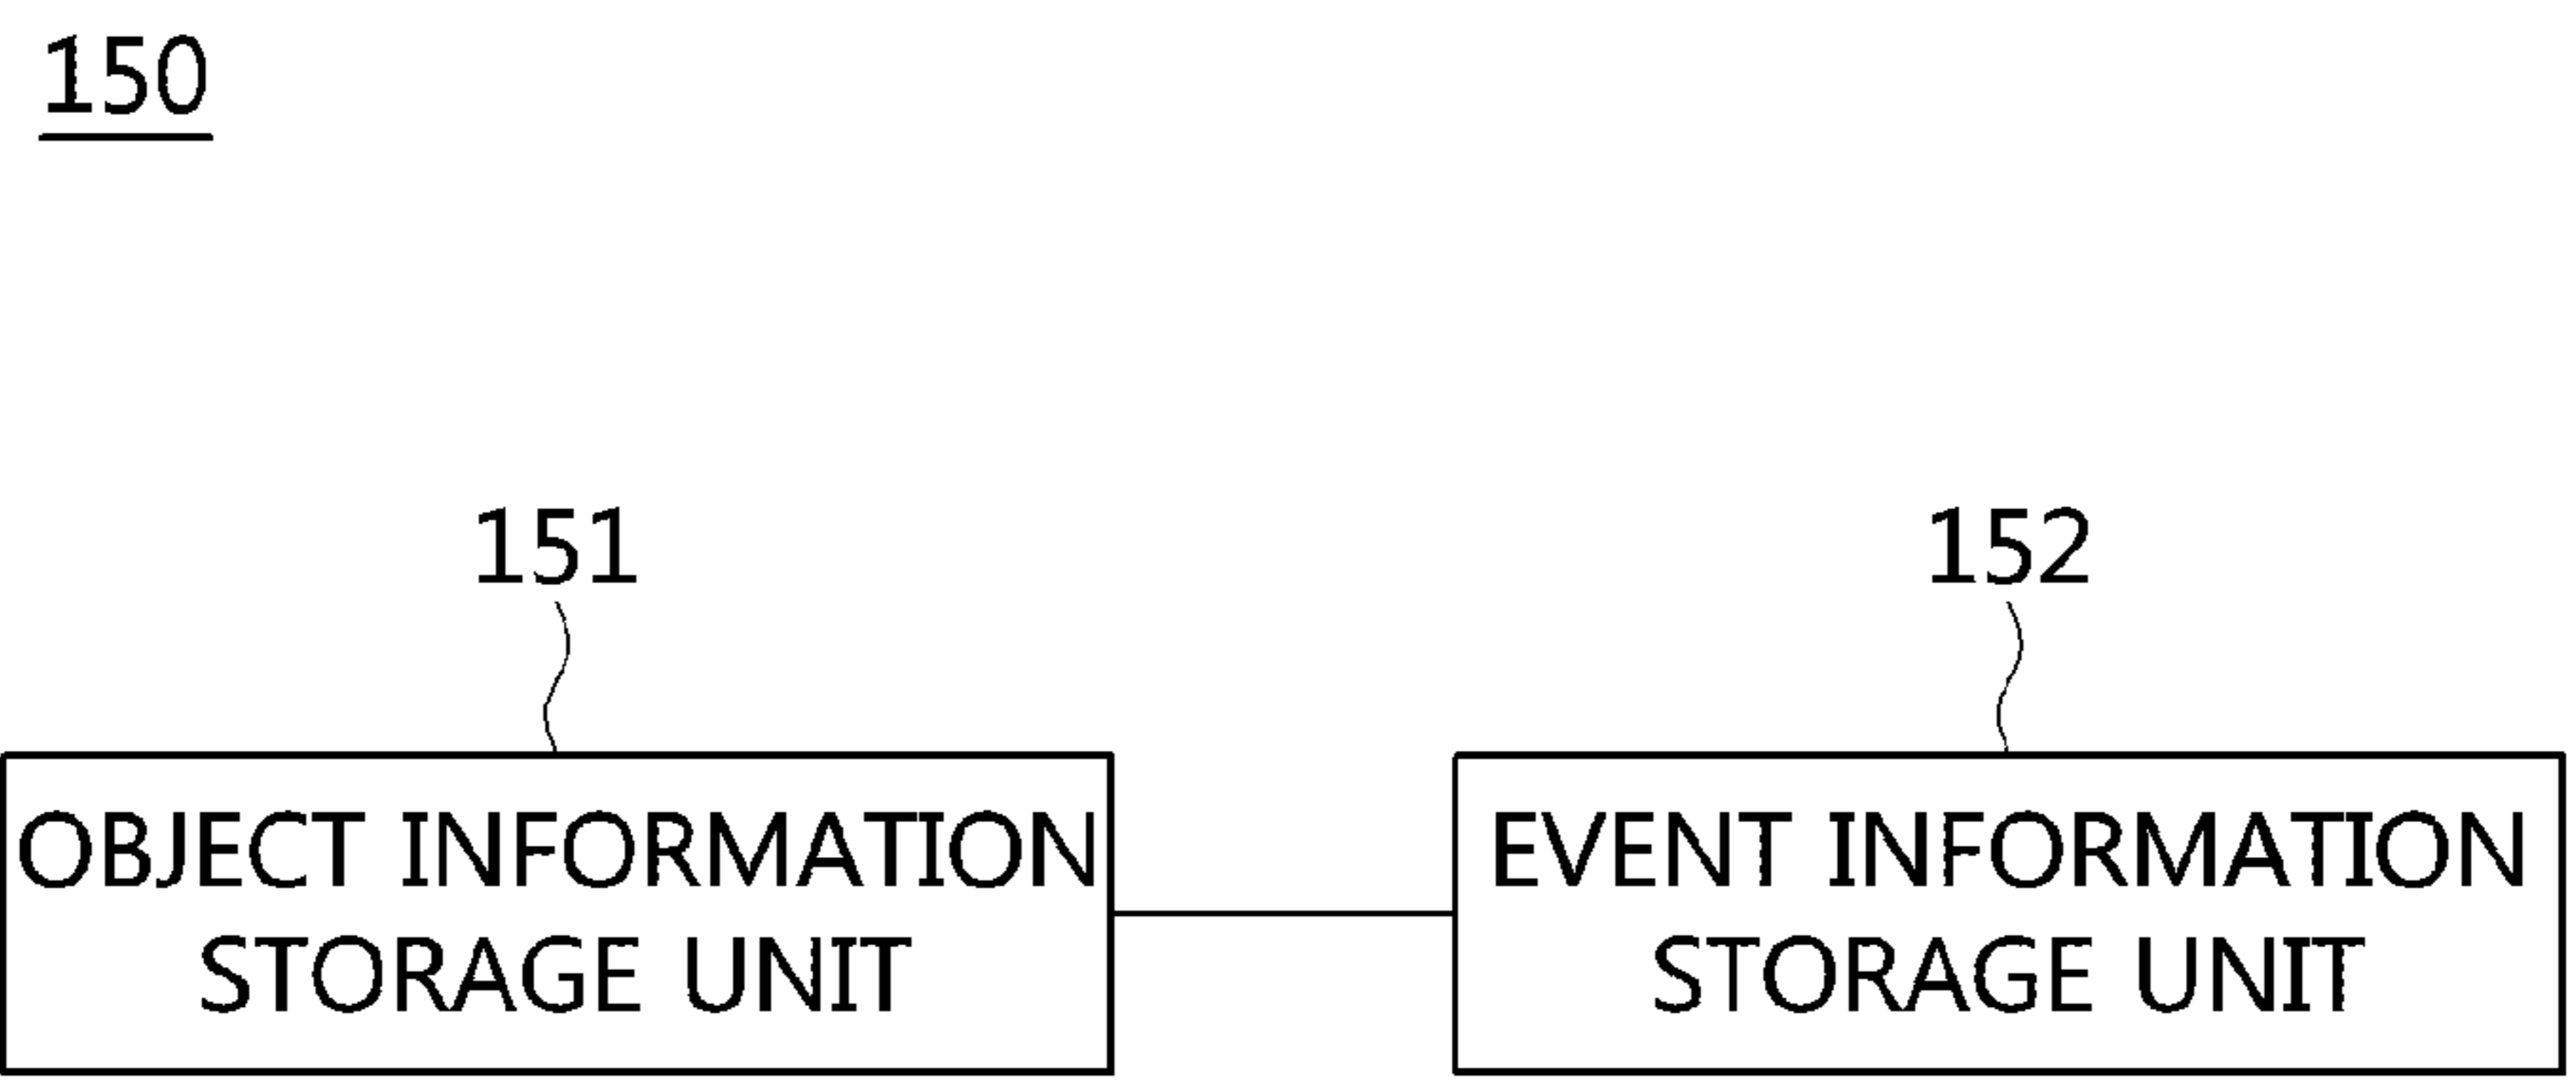 150
151
152
OBJECT INFORMATION
STORAGE UNIT
EVENT INFORMATION
STORAGE UNIT